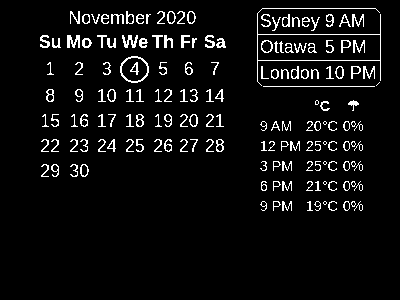 November 2020
Su Mo Tu We Th Fr Sa
1 2 3 4 5 6 7
8 9 10 11 12 13 14
15 16 17 18 19 20 21
22 23 24 25 26 27 28
29 30
Sydney 9 AM
Ottawa 5 PM
London 10 PM
°C ☂
9 AM 20°C 0%
12 PM 25°C 0%
3 PM 25°C 0%
6 PM 21°C 0%
9 PM 19°C 0%